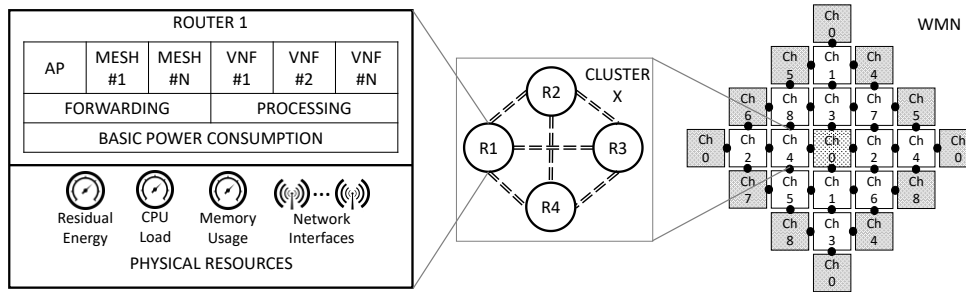 ROUTER 1
AP
MESH
#1
MESH
#N
VNF
#1
VNF
#2
VNF
#N
FORWARDING
PROCESSING
BASIC POWER CONSUMPTION
Residual
Energy
CPU
Load
Memory
Usage
...
Network
Interfaces
PHYSICAL RESOURCES
CLUSTER
X
R2
R1
R3
R4
WMN
Ch
0
Ch Ch Ch
5 1 4
Ch Ch Ch Ch Ch
6 8 3 7 5
Ch Ch Ch Ch Ch Ch Ch
0 2 4 0 2 4 0
Ch Ch Ch Ch Ch
7 5 1 6 8
Ch Ch Ch
8 3 4
Ch
0